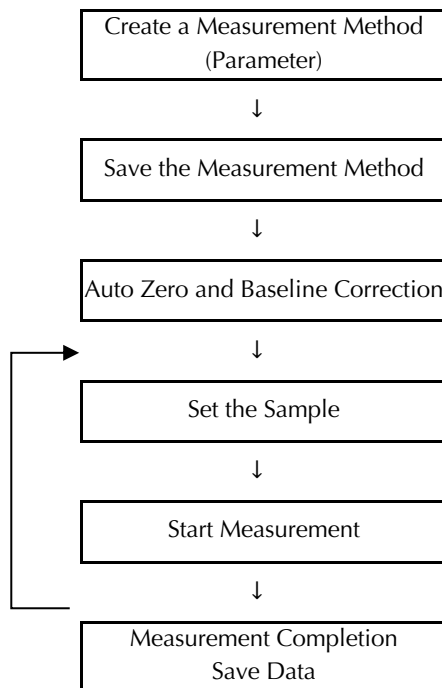 Create a Measurement Method
(Parameter)
↓
Save the Measurement Method
↓
Auto Zero and Baseline Correction
↓
Set the Sample
↓
Start Measurement
↓
Measurement Completion
Save Data